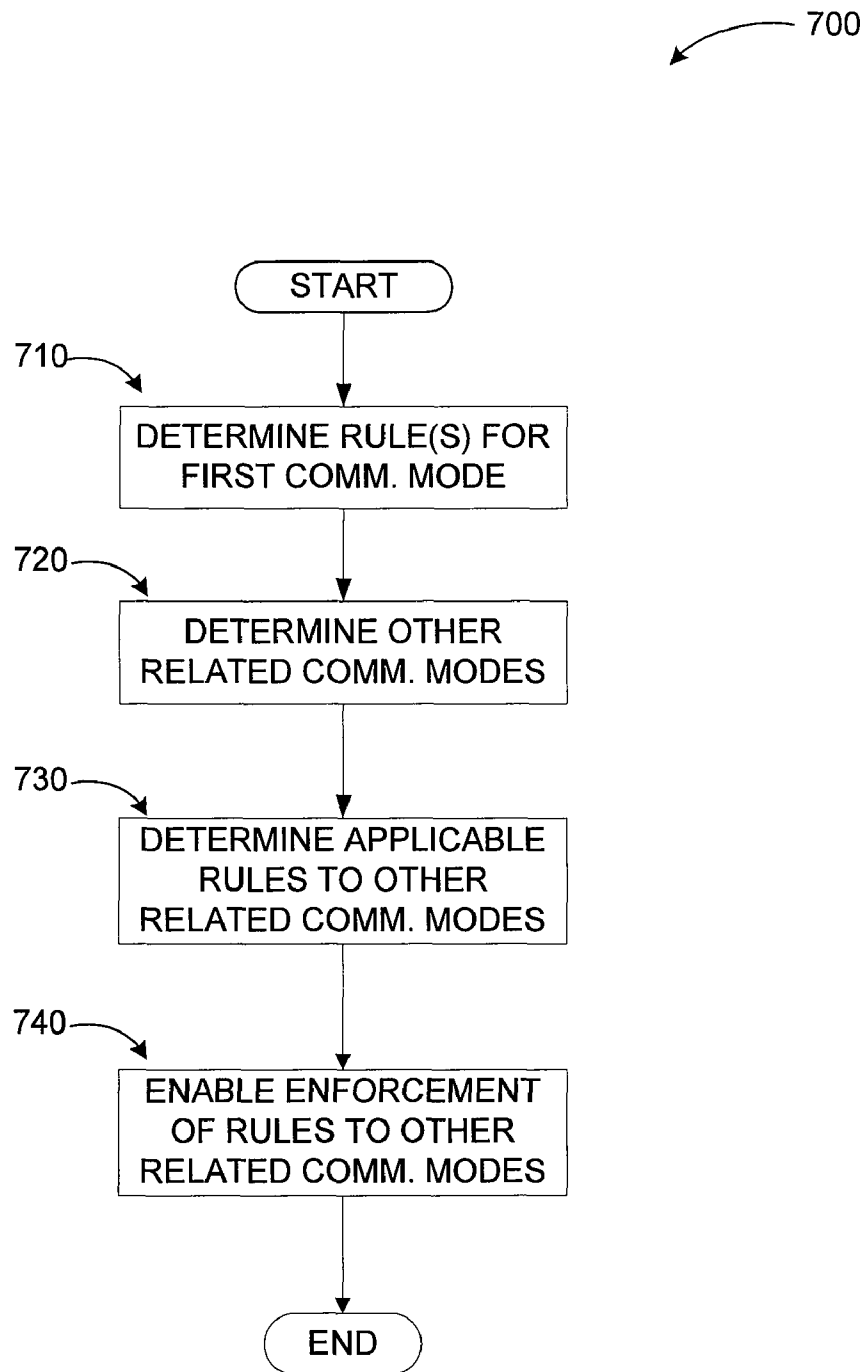 700
START
710
DETERMINE RULE(S) FOR
FIRST COMM. MODE
720
DETERMINE OTHER
RELATED COMM. MODES
730
DETERMINE APPLICABLE
RULES TO OTHER
RELATED COMM. MODES
740
ENABLE ENFORCEMENT
OF RULES TO OTHER
RELATED COMM. MODES
END